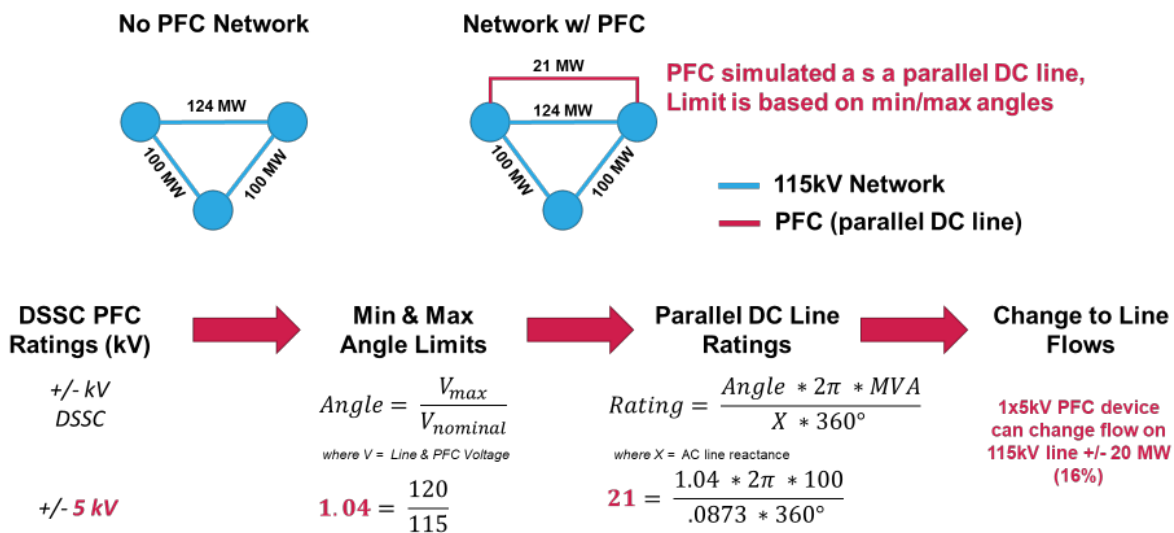 No PFC Network
Network w/ PFC
21 MW
PFC simulated a s a parallel DC line,
Limit is based on min/max angles
124 MW
124 MW
100 MW
100 MW
100 MW
100 MW
115kV Network
PFC (parallel DC line)
DSSC PFC
Ratings (kV)
Min & Max
Angle Limits
Parallel DC Line
Ratings
Change to Line
Flows
+/- kV
DSSC
Angle = V_max / V_nominal
Rating = Angle * 2π * MVA / X * 360°
1x5kV PFC device
can change flow on
115kV line +/- 20 MW
(16%)
where V = Line & PFC Voltage
where X = AC line reactance
+/- 5 kV
1.04 = 120 / 115
21 = 1.04 * 2π * 100 / .0873 * 360°